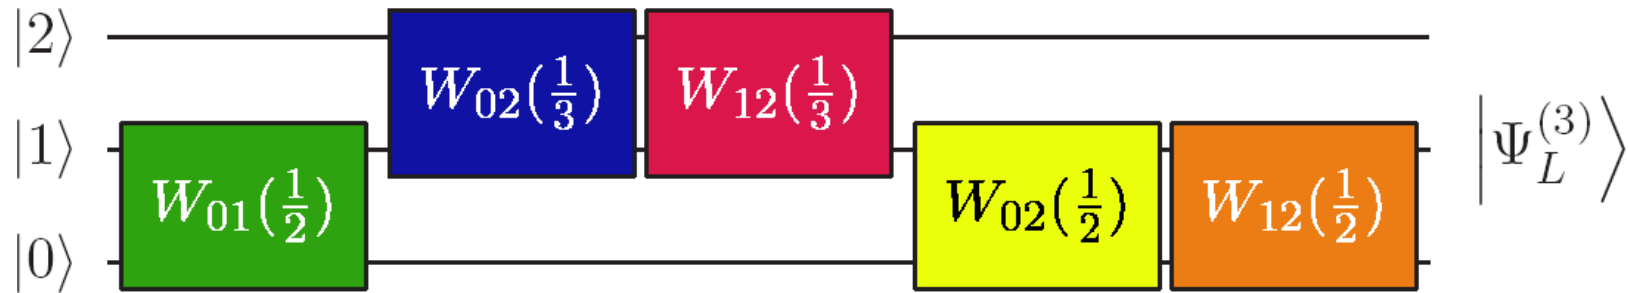 |2⟩ W₀₂(1/3) W₁₂(1/3)
|1⟩ W₀₁(1/2) W₀₂(1/2) W₁₂(1/2) |Ψ_L^(3)⟩
|0⟩